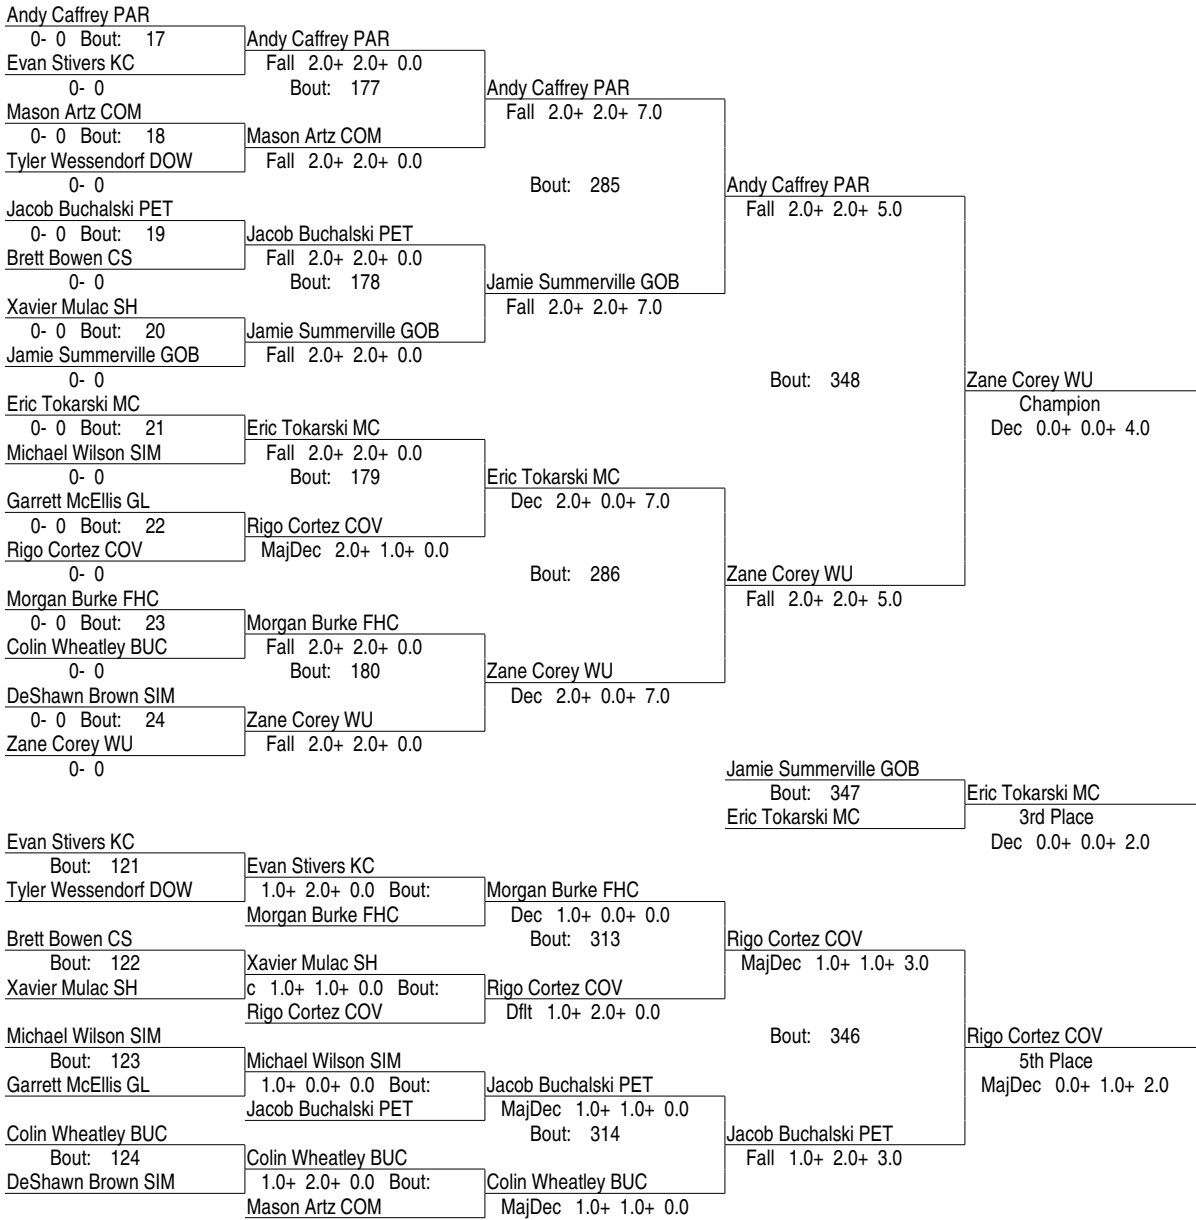 Andy Caffrey PAR
0- 0 Bout: 17 Andy Caffrey PAR
Evan Stivers KC Fall 2.0+ 2.0+ 0.0
0- 0 Bout: 177 Andy Caffrey PAR
Mason Artz COM Fall 2.0+ 2.0+ 7.0
0- 0 Bout: 18 Mason Artz COM
Tyler Wessendorf DOW Fall 2.0+ 2.0+ 0.0
0- 0 Bout: 285 Andy Caffrey PAR
Jacob Buchalski PET Fall 2.0+ 2.0+ 5.0
0- 0 Bout: 19 Jacob Buchalski PET
Brett Bowen CS Fall 2.0+ 2.0+ 0.0
0- 0 Bout: 178 Jamie Summerville GOB
Xavier Mulac SH Fall 2.0+ 2.0+ 7.0
0- 0 Bout: 20 Jamie Summerville GOB
Jamie Summerville GOB Fall 2.0+ 2.0+ 0.0
0- 0 Bout: 348 Zane Corey WU
Eric Tokarski MC Champion
0- 0 Bout: 21 Eric Tokarski MC Dec 0.0+ 0.0+ 4.0
Michael Wilson SIM Fall 2.0+ 2.0+ 0.0
0- 0 Bout: 179 Eric Tokarski MC
Garrett McEllis GL Dec 2.0+ 0.0+ 7.0
0- 0 Bout: 22 Rigo Cortez COV
Rigo Cortez COV MajDec 2.0+ 1.0+ 0.0
0- 0 Bout: 286 Zane Corey WU
Morgan Burke FHC Fall 2.0+ 2.0+ 5.0
0- 0 Bout: 23 Morgan Burke FHC
Colin Wheatley BUC Fall 2.0+ 2.0+ 0.0
0- 0 Bout: 180 Zane Corey WU
DeShawn Brown SIM Dec 2.0+ 0.0+ 7.0
0- 0 Bout: 24 Zane Corey WU
Zane Corey WU Fall 2.0+ 2.0+ 0.0
0- 0 Jamie Summerville GOB
Bout: 347 Eric Tokarski MC
Eric Tokarski MC 3rd Place
Evan Stivers KC Dec 0.0+ 0.0+ 2.0
Bout: 121 Evan Stivers KC
Tyler Wessendorf DOW 1.0+ 2.0+ 0.0 Bout: Morgan Burke FHC
Morgan Burke FHC Dec 1.0+ 0.0+ 0.0
Brett Bowen CS Bout: 313 Rigo Cortez COV
Bout: 122 Xavier Mulac SH MajDec 1.0+ 1.0+ 3.0
Xavier Mulac SH c 1.0+ 1.0+ 0.0 Bout: Rigo Cortez COV
Rigo Cortez COV Dflt 1.0+ 2.0+ 0.0
Michael Wilson SIM Bout: 346 Rigo Cortez COV
Bout: 123 Michael Wilson SIM 5th Place
Garrett McEllis GL 1.0+ 0.0+ 0.0 Bout: Jacob Buchalski PET MajDec 0.0+ 1.0+ 2.0
Jacob Buchalski PET MajDec 1.0+ 1.0+ 0.0
Colin Wheatley BUC Bout: 314 Jacob Buchalski PET
Bout: 124 Colin Wheatley BUC Fall 1.0+ 2.0+ 3.0
DeShawn Brown SIM 1.0+ 2.0+ 0.0 Bout: Colin Wheatley BUC
Mason Artz COM MajDec 1.0+ 1.0+ 0.0